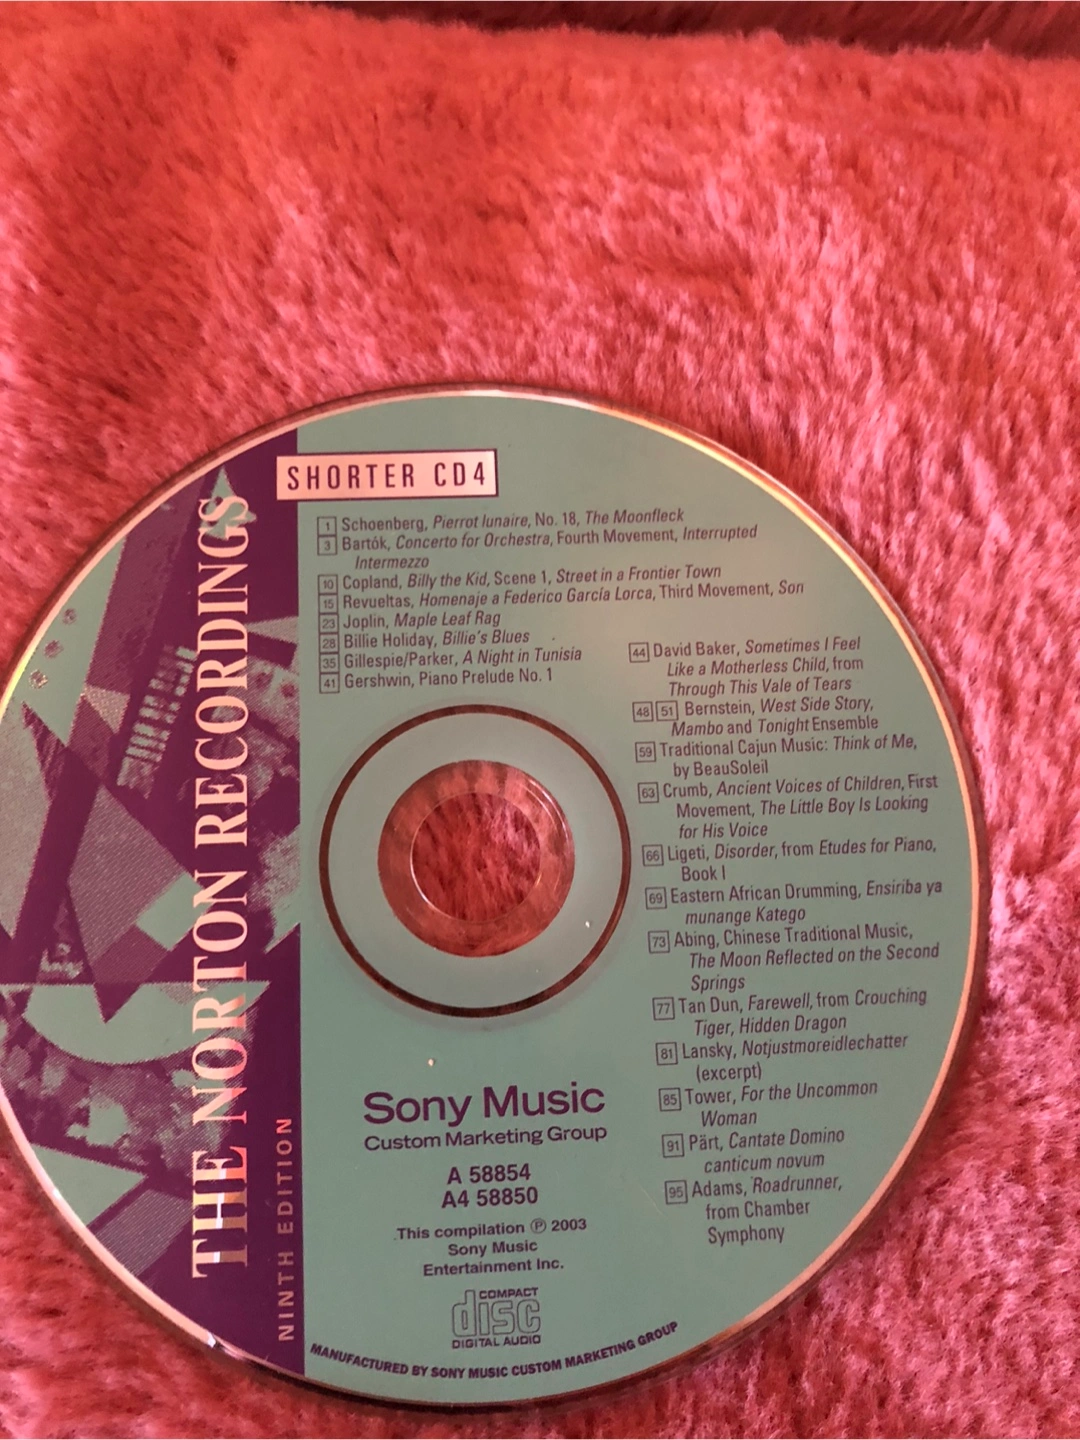 SHORTER CD4
1 Schoenberg, Pierrot lunaire, No. 18, The Moonfleck
3 Bartók, Concerto for Orchestra, Fourth Movement, Interrupted
Intermezzo
10 Copland, Billy the Kid, Scene 1, Street in a Frontier Town
15 Revueltas, Homenaje a Federico García Lorca, Third Movement, Son
23 Joplin, Maple Leaf Rag
28 Billie Holiday, Billie's Blues
35 Gillespie/Parker, A Night in Tunisia
41 Gershwin, Piano Prelude No. 1
44 David Baker, Sometimes I Feel
Like a Motherless Child, from
Through This Vale of Tears
48 51 Bernstein, West Side Story,
Mambo and Tonight Ensemble
59 Traditional Cajun Music: Think of Me,
by BeauSoleil
63 Crumb, Ancient Voices of Children, First
Movement, The Little Boy Is Looking
for His Voice
66 Ligeti, Disorder, from Etudes for Piano,
Book I
69 Eastern African Drumming, Ensiriba ya
munange Katego
73 Abing, Chinese Traditional Music,
The Moon Reflected on the Second
Springs
77 Tan Dun, Farewell, from Crouching
Tiger, Hidden Dragon
81 Lansky, Notjustmoreidlechatter
(excerpt)
85 Tower, For the Uncommon
Woman
91 Pärt, Cantate Domino
canticum novum
95 Adams, Roadrunner,
from Chamber
Symphony
THE NORTON RECORDINGS
NINTH EDITION
Sony Music
Custom Marketing Group
A 58854
A4 58850
This compilation ℗ 2003
Sony Music
Entertainment Inc.
COMPACT
disc
DIGITAL AUDIO
MANUFACTURED BY SONY MUSIC CUSTOM MARKETING GROUP